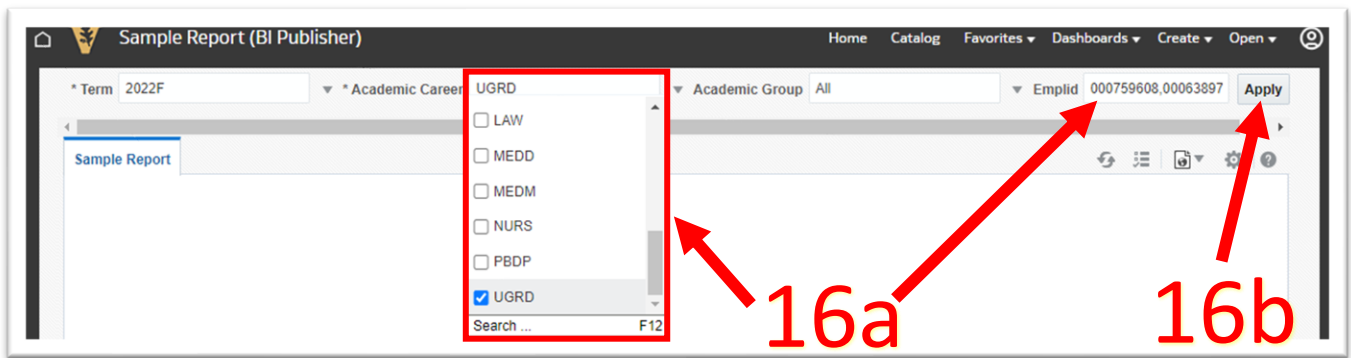 Sample Report (BI Publisher)
Home Catalog Favorites Dashboards Create Open
* Term 2022F * Academic Career UGRD Academic Group All Emplid 000759608,00063897 Apply
LAW
Sample Report
MEDD
MEDM
NURS
PBDP
UGRD
Search ... F12
16a
16b